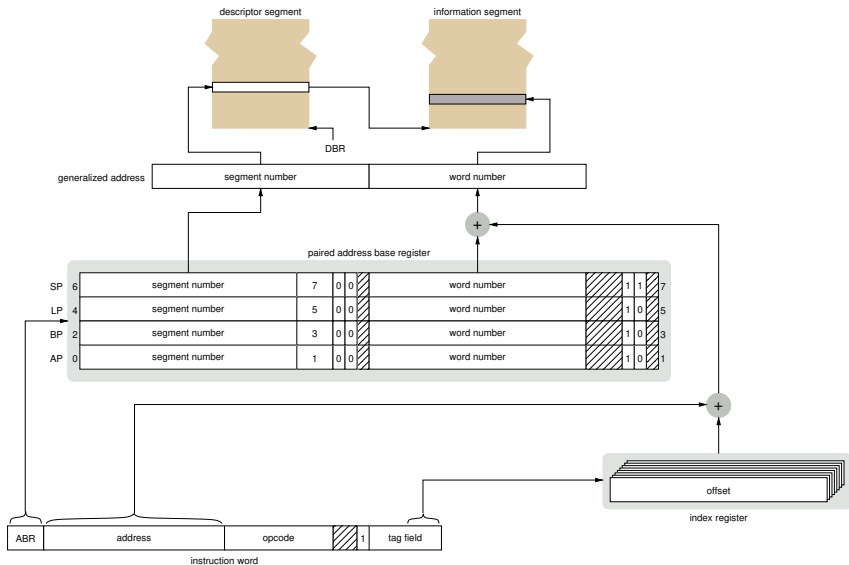 descriptor segment information segment
DBR
generalized address segment number word number
+
paired address base register
SP 6 segment number 7 0 0 word number 1 1 7
LP 4 segment number 5 0 0 word number 1 0 5
BP 2 segment number 3 0 0 word number 1 0 3
AP 0 segment number 1 0 0 word number 1 0 1
+
offset
index register
ABR address opcode 1 tag field
instruction word